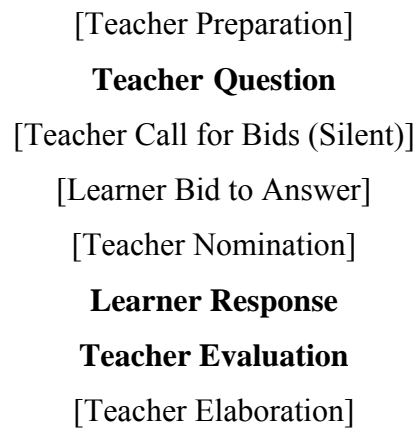 [Teacher Preparation]
Teacher Question
[Teacher Call for Bids (Silent)]
[Learner Bid to Answer]
[Teacher Nomination]
Learner Response
Teacher Evaluation
[Teacher Elaboration]